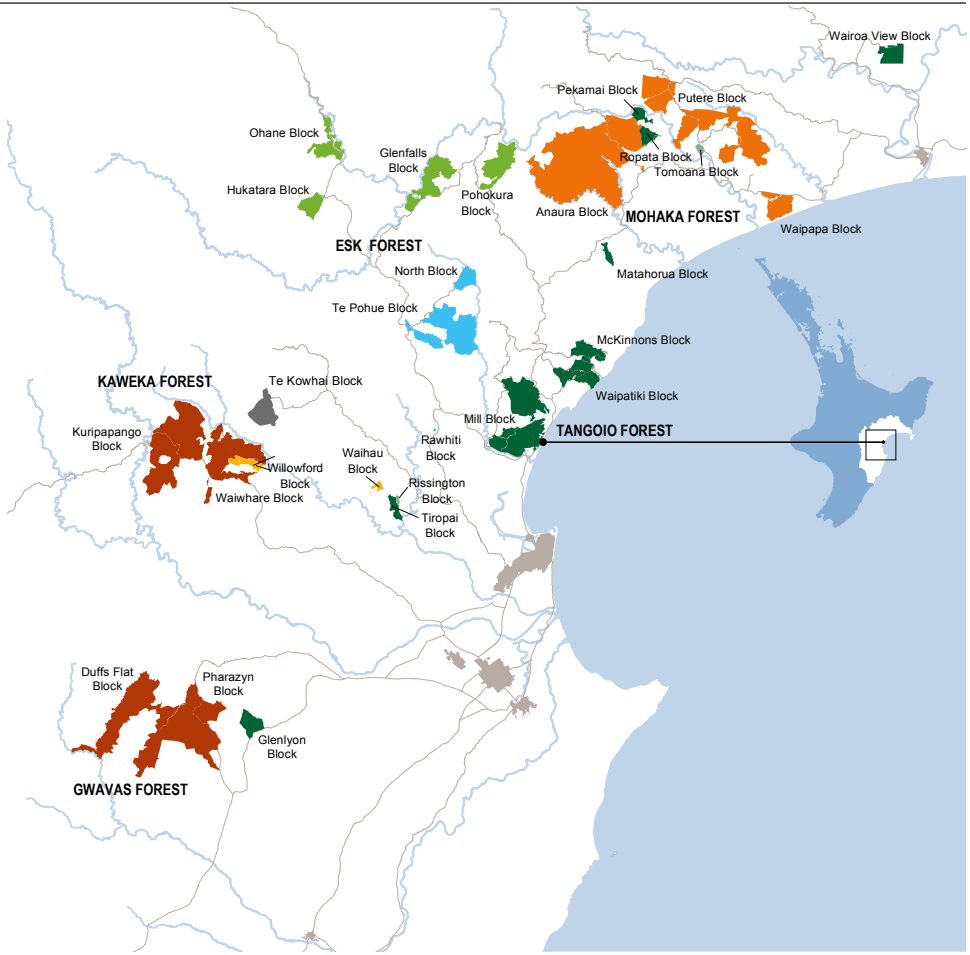 Wairoa View Block
Pekamai Block
Putere Block
Ohane Block
Glenfalls
Block
Ropata Block
Tomoana Block
Hukatara Block
Pohokura
Block
Anaura Block
MOHAKA FOREST
Waipapa Block
ESK FOREST
North Block
Matahorua Block
Te Pohue Block
McKinnons Block
KAWEKA FOREST
Te Kowhai Block
Waipatiki Block
Mill Block
TANGOIO FOREST
Kuripapango
Block
Rawhiti
Block
Waihau
Block
Willowford
Block
Rissington
Block
Waiwhare Block
Tiropai
Block
Duffs Flat
Block
Pharazyn
Block
Glenlyon
Block
GWAVAS FOREST